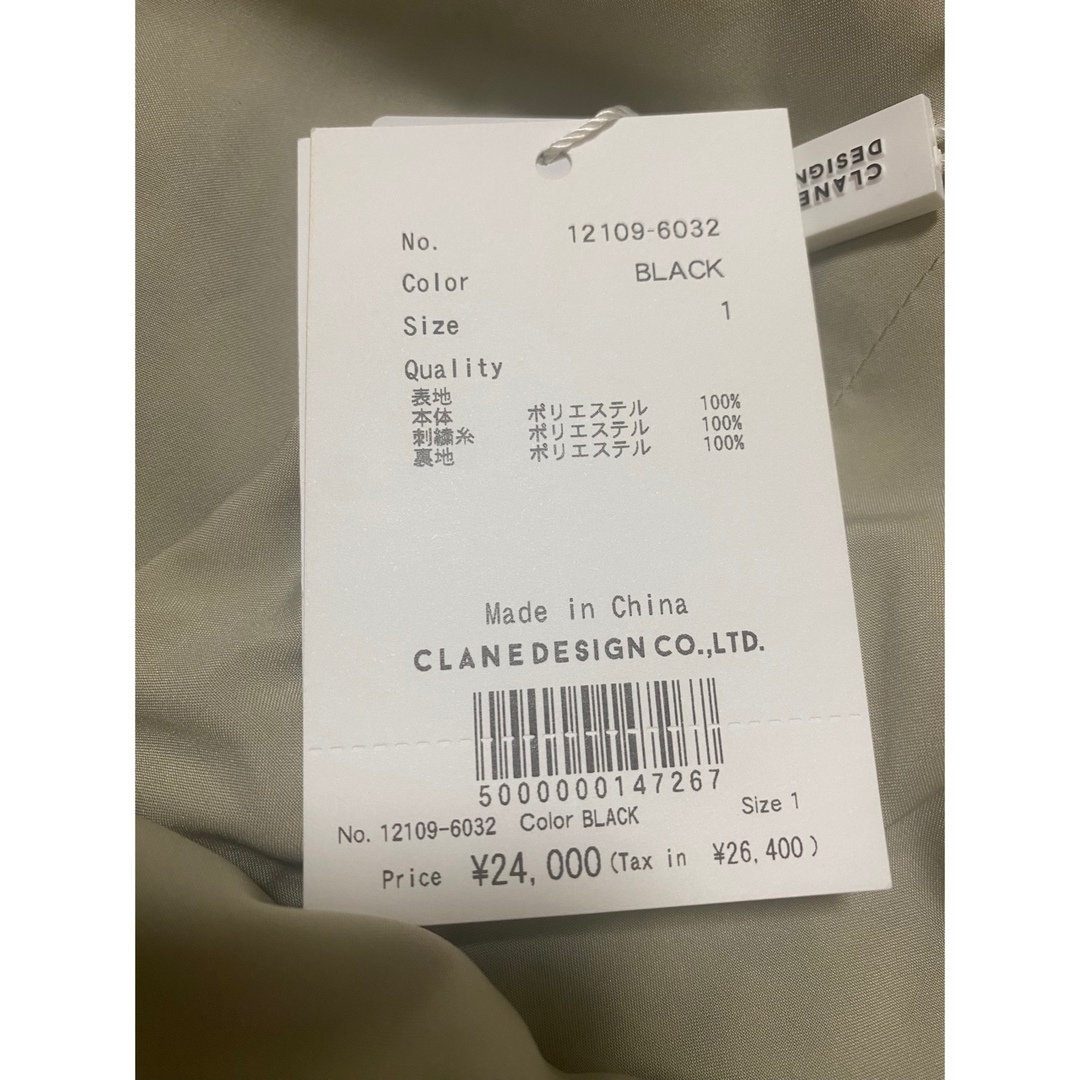 CLANE
DESIGN
No. 12109-6032
Color BLACK
Size 1
Quality
表地
本体 ポリエステル 100%
刺繍糸 ポリエステル 100%
裏地 ポリエステル 100%
Made in China
CLANEDESIGN CO.,LTD.
5000000147267
No. 12109-6032 Color BLACK Size 1
Price ¥24,000 (Tax in ¥26,400)